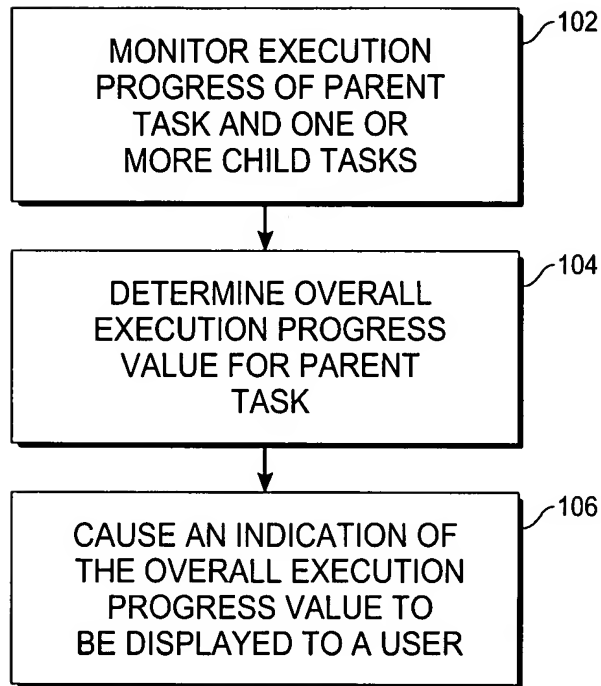 102
MONITOR EXECUTION
PROGRESS OF PARENT
TASK AND ONE OR
MORE CHILD TASKS
104
DETERMINE OVERALL
EXECUTION PROGRESS
VALUE FOR PARENT
TASK
106
CAUSE AN INDICATION OF
THE OVERALL EXECUTION
PROGRESS VALUE TO
BE DISPLAYED TO A USER